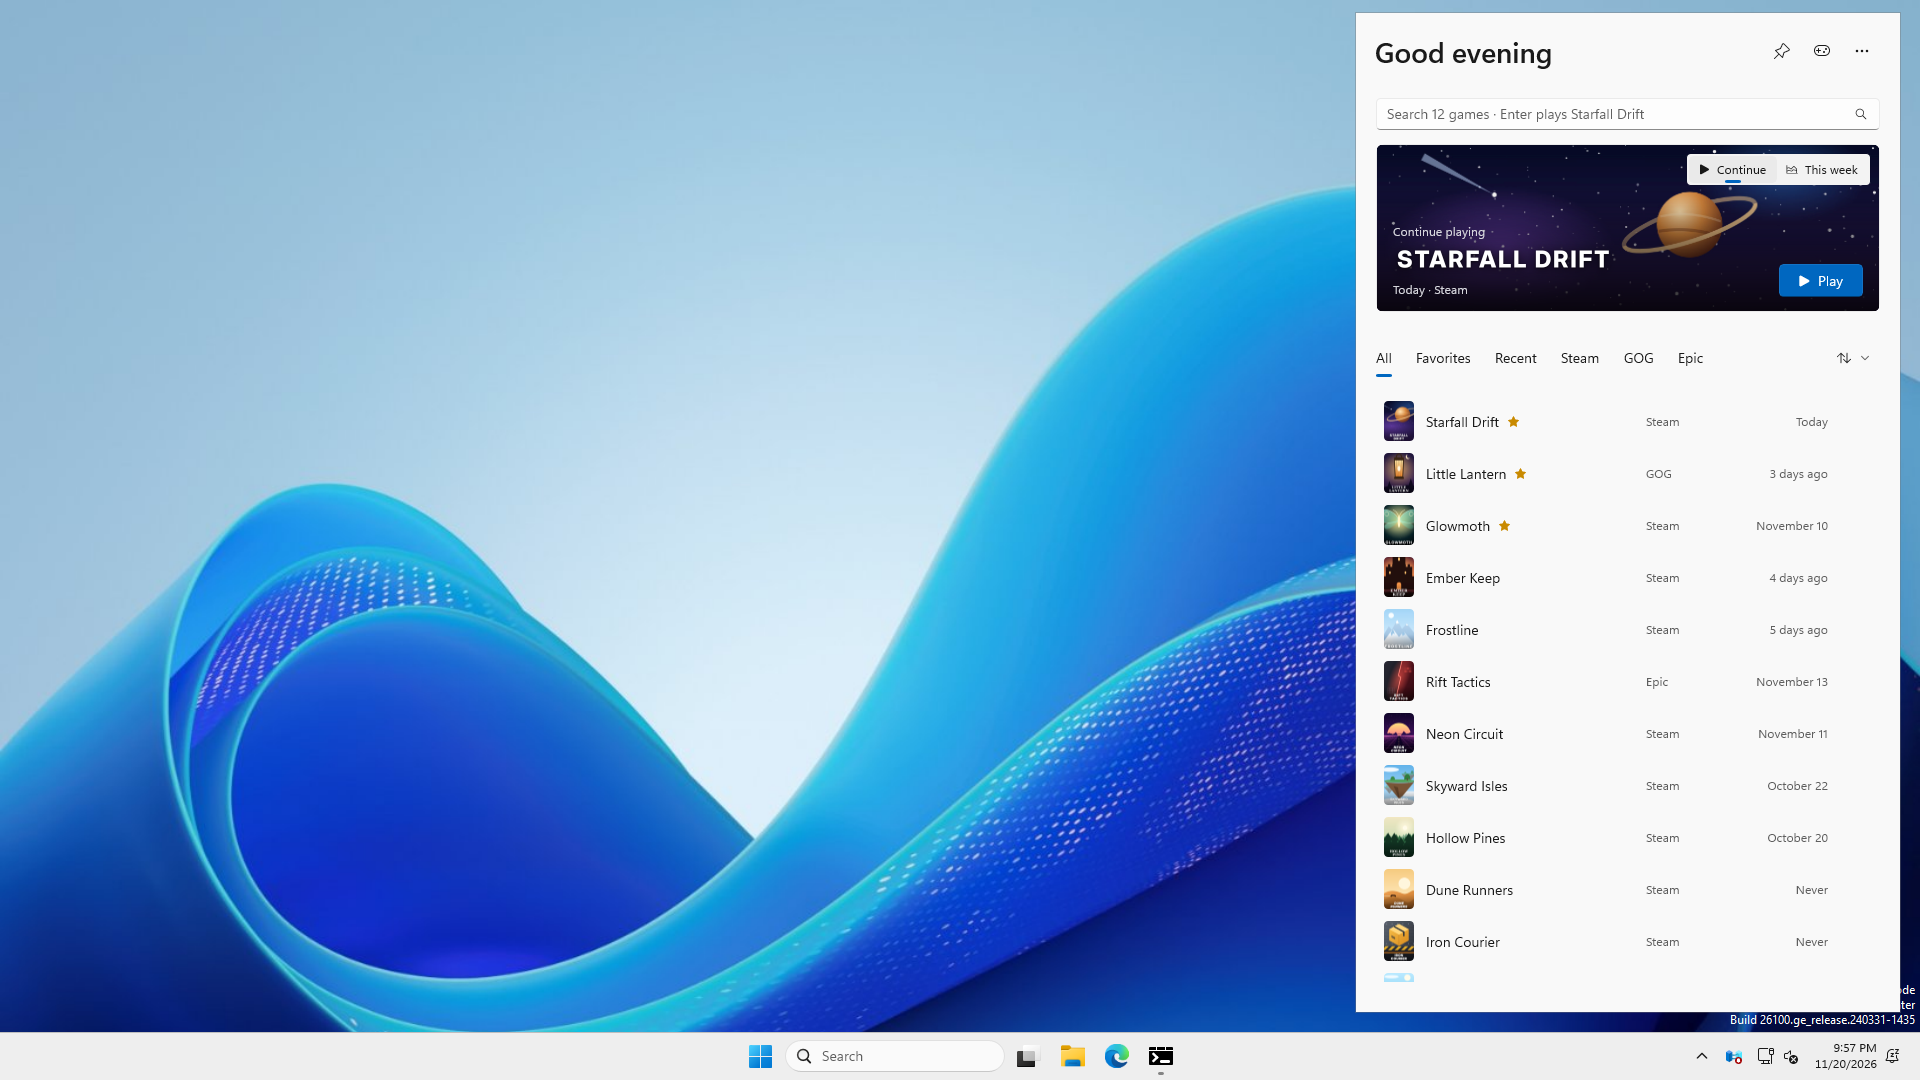 Good evening
Search 12 games · Enter plays Starfall Drift
Continue
This week
Continue playing
STARFALL DRIFT
Today · Steam
Play
All
Favorites
Recent
Steam
GOG
Epic
Starfall Drift
Steam
Today
Little Lantern
GOG
3 days ago
Glowmoth
Steam
November 10
Ember Keep
Steam
4 days ago
Frostline
Steam
5 days ago
Rift Tactics
Epic
November 13
Neon Circuit
Steam
November 11
Skyward Isles
Steam
October 22
Hollow Pines
Steam
October 20
Dune Runners
Steam
Never
Iron Courier
Steam
Never
Build 26100.ge_release.240331-1435
Search
9:57 PM
11/20/2026